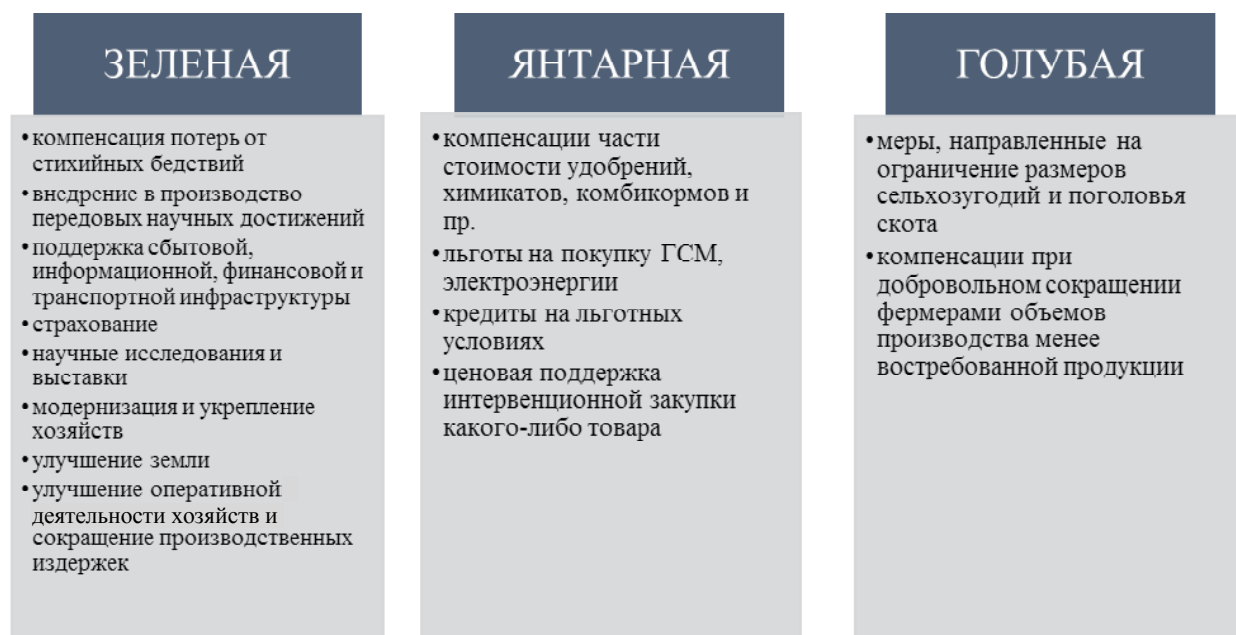 ЗЕЛЕНАЯ
•компенсация потерь от
стихийных бедствий
•внедрение в производство
передовых научных достижений
•поддержка сбытовой,
информационной, финансовой и
транспортной инфраструктуры
•страхование
•научные исследования и
выставки
•модернизация и укрепление
хозяйств
•улучшение земли
•улучшение оперативной
деятельности хозяйств и
сокращение производственных
издержек
ЯНТАРНАЯ
•компенсации части
стоимости удобрений,
химикатов, комбикормов и
пр.
•льготы на покупку ГСМ,
электроэнергии
•кредиты на льготных
условиях
•ценовая поддержка
интервенционной закупки
какого-либо товара
ГОЛУБАЯ
•меры, направленные на
ограничение размеров
сельхозугодий и поголовья
скота
•компенсации при
добровольном сокращении
фермерами объемов
производства менее
востребованной продукции